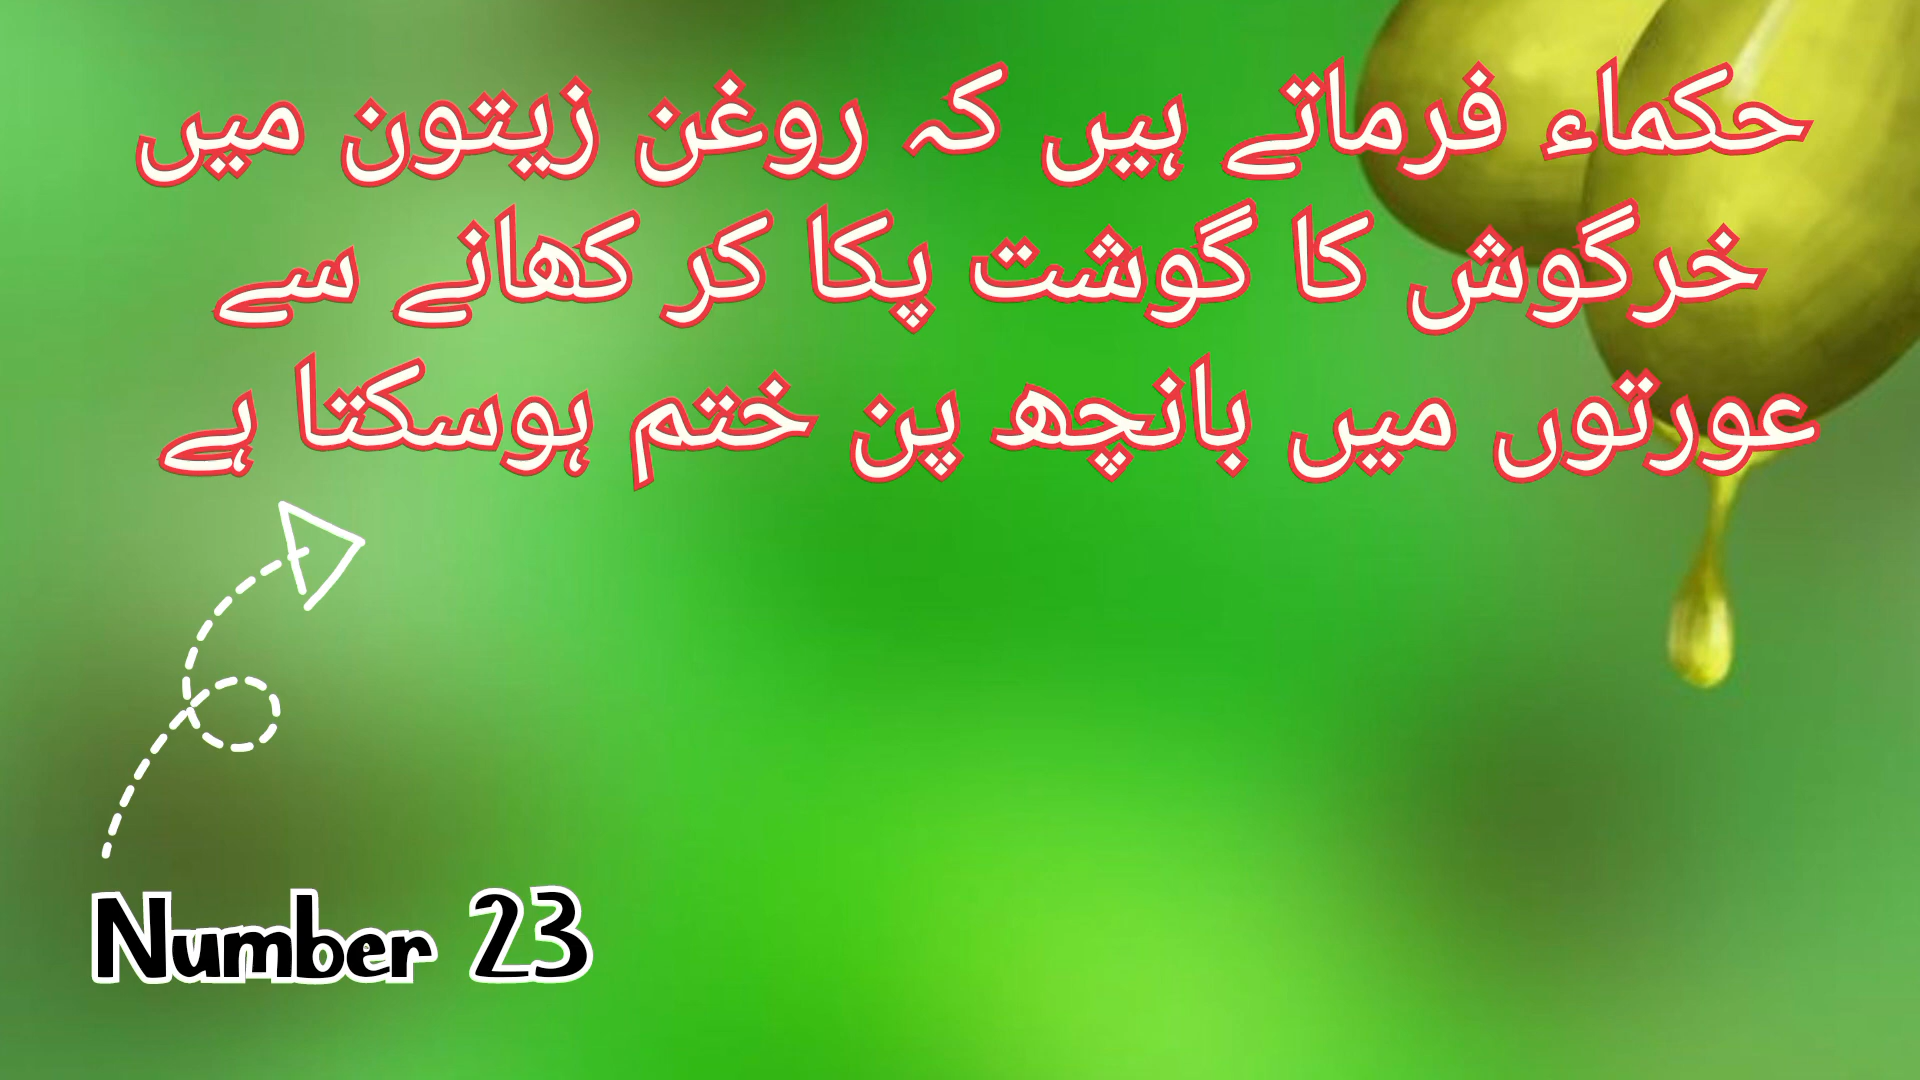 حکماء فرماتے ہیں کہ روغن زیتون میں
خرگوش کا گوشت پکا کر کھانے سے
عورتوں میں بانچھ پن ختم ہوسکتا ہے
Number 23